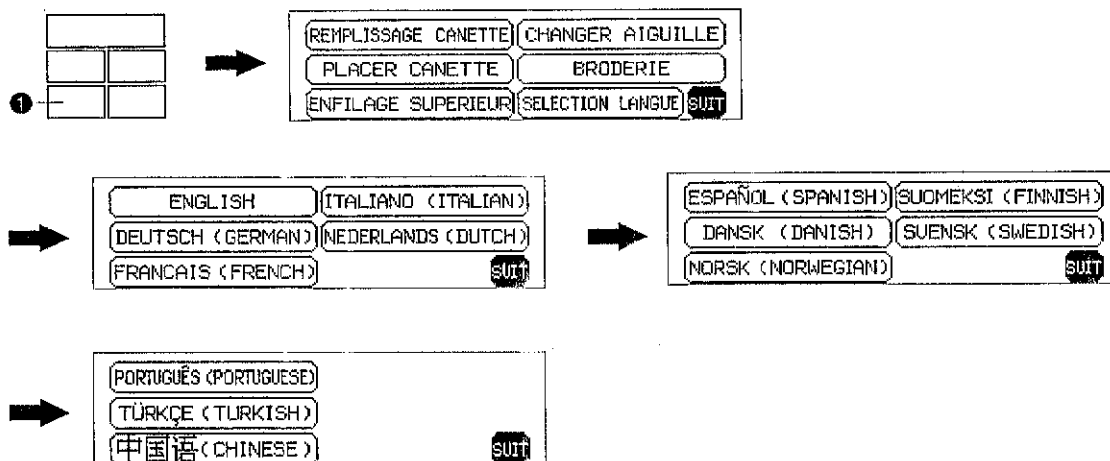 REMPLISSAGE CANETTE CHANGER AIGUILLE
PLACER CANETTE BRODERIE
❶ ENFILAGE SUPERIEUR SELECTION LANGUE SUIT
ENGLISH ITALIANO (ITALIAN)
DEUTSCH (GERMAN) NEDERLANDS (DUTCH)
FRANCAIS (FRENCH) SUIT
ESPAÑOL (SPANISH) SUOMEKSI (FINNISH)
DANSK (DANISH) SVENSK (SWEDISH)
NORSK (NORWEGIAN) SUIT
PORTUGUÊS (PORTUGUESE)
TÜRKÇE (TURKISH)
中国语 (CHINESE) SUIT